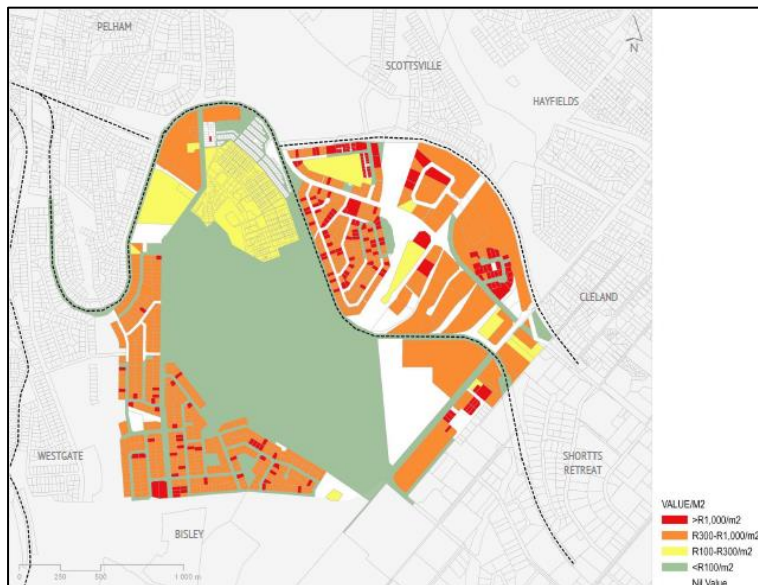 PELHAM
N
SCOTTSVILLE
HAYFIELDS
CLELAND
WESTGATE
SHORTTS
RETREAT
BISLEY
VALUE/M2
>R1,000/m2
R300-R1,000/m2
R100-R300/m2
<R100/m2
Nil Value
0 250 500 1 000 m